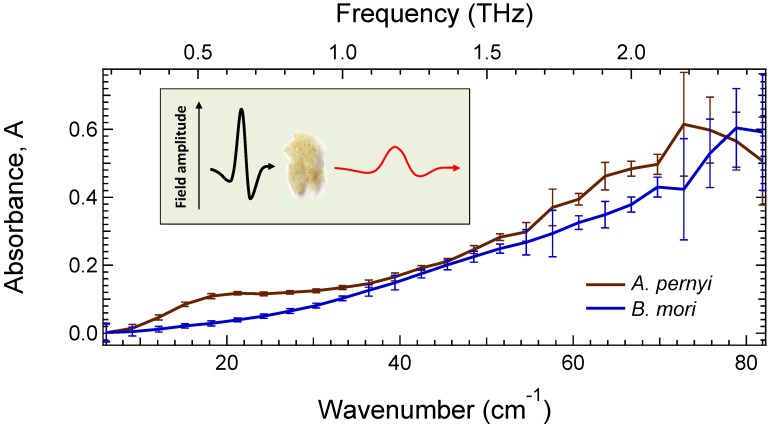 Frequency (THz)
0.5 1.0 1.5 2.0
Absorbance, A
0.6
0.4
0.2
0.0
Field amplitude
A. pernyi
B. mori
20 40 60 80
Wavenumber (cm⁻¹)